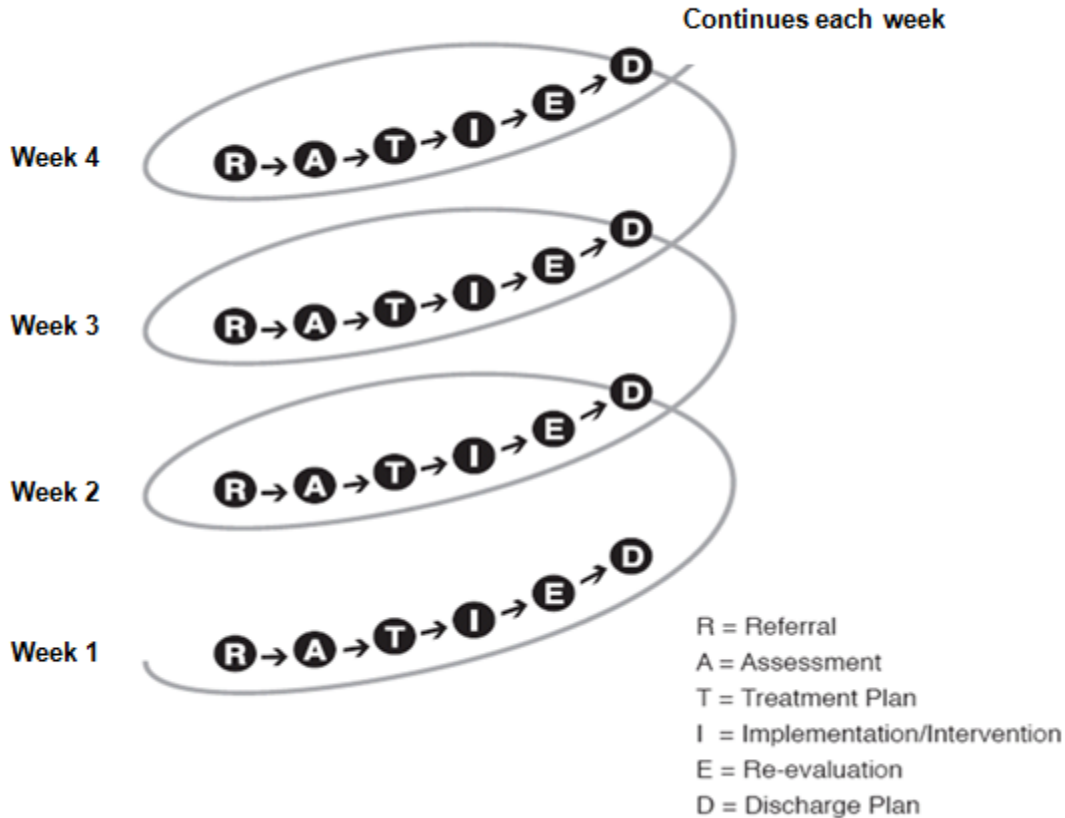 Continues each week
Week 4
R → A → T → I → E → D
Week 3
R → A → T → I → E → D
Week 2
R → A → T → I → E → D
Week 1
R → A → T → I → E → D
R = Referral
A = Assessment
T = Treatment Plan
I = Implementation/Intervention
E = Re-evaluation
D = Discharge Plan